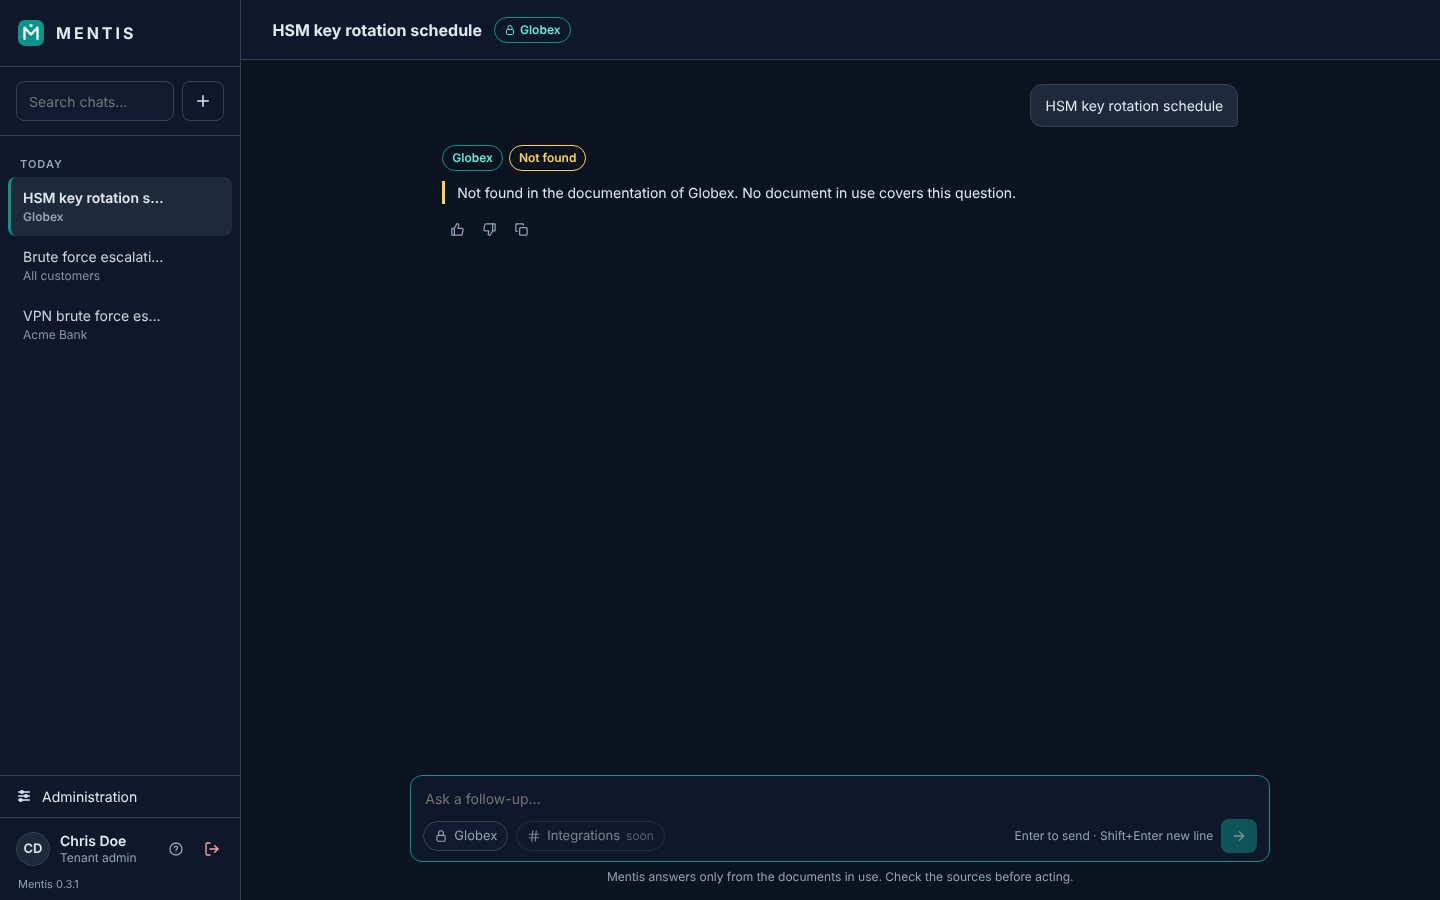 MENTIS
Search chats...
TODAY
HSM key rotation s...
Globex
Brute force escalati...
All customers
VPN brute force es...
Acme Bank
Administration
CD
Chris Doe
Tenant admin
Mentis 0.3.1
HSM key rotation schedule
Globex
HSM key rotation schedule
Globex
Not found
Not found in the documentation of Globex. No document in use covers this question.
Ask a follow-up...
Globex
Integrations soon
Enter to send · Shift+Enter new line
Mentis answers only from the documents in use. Check the sources before acting.